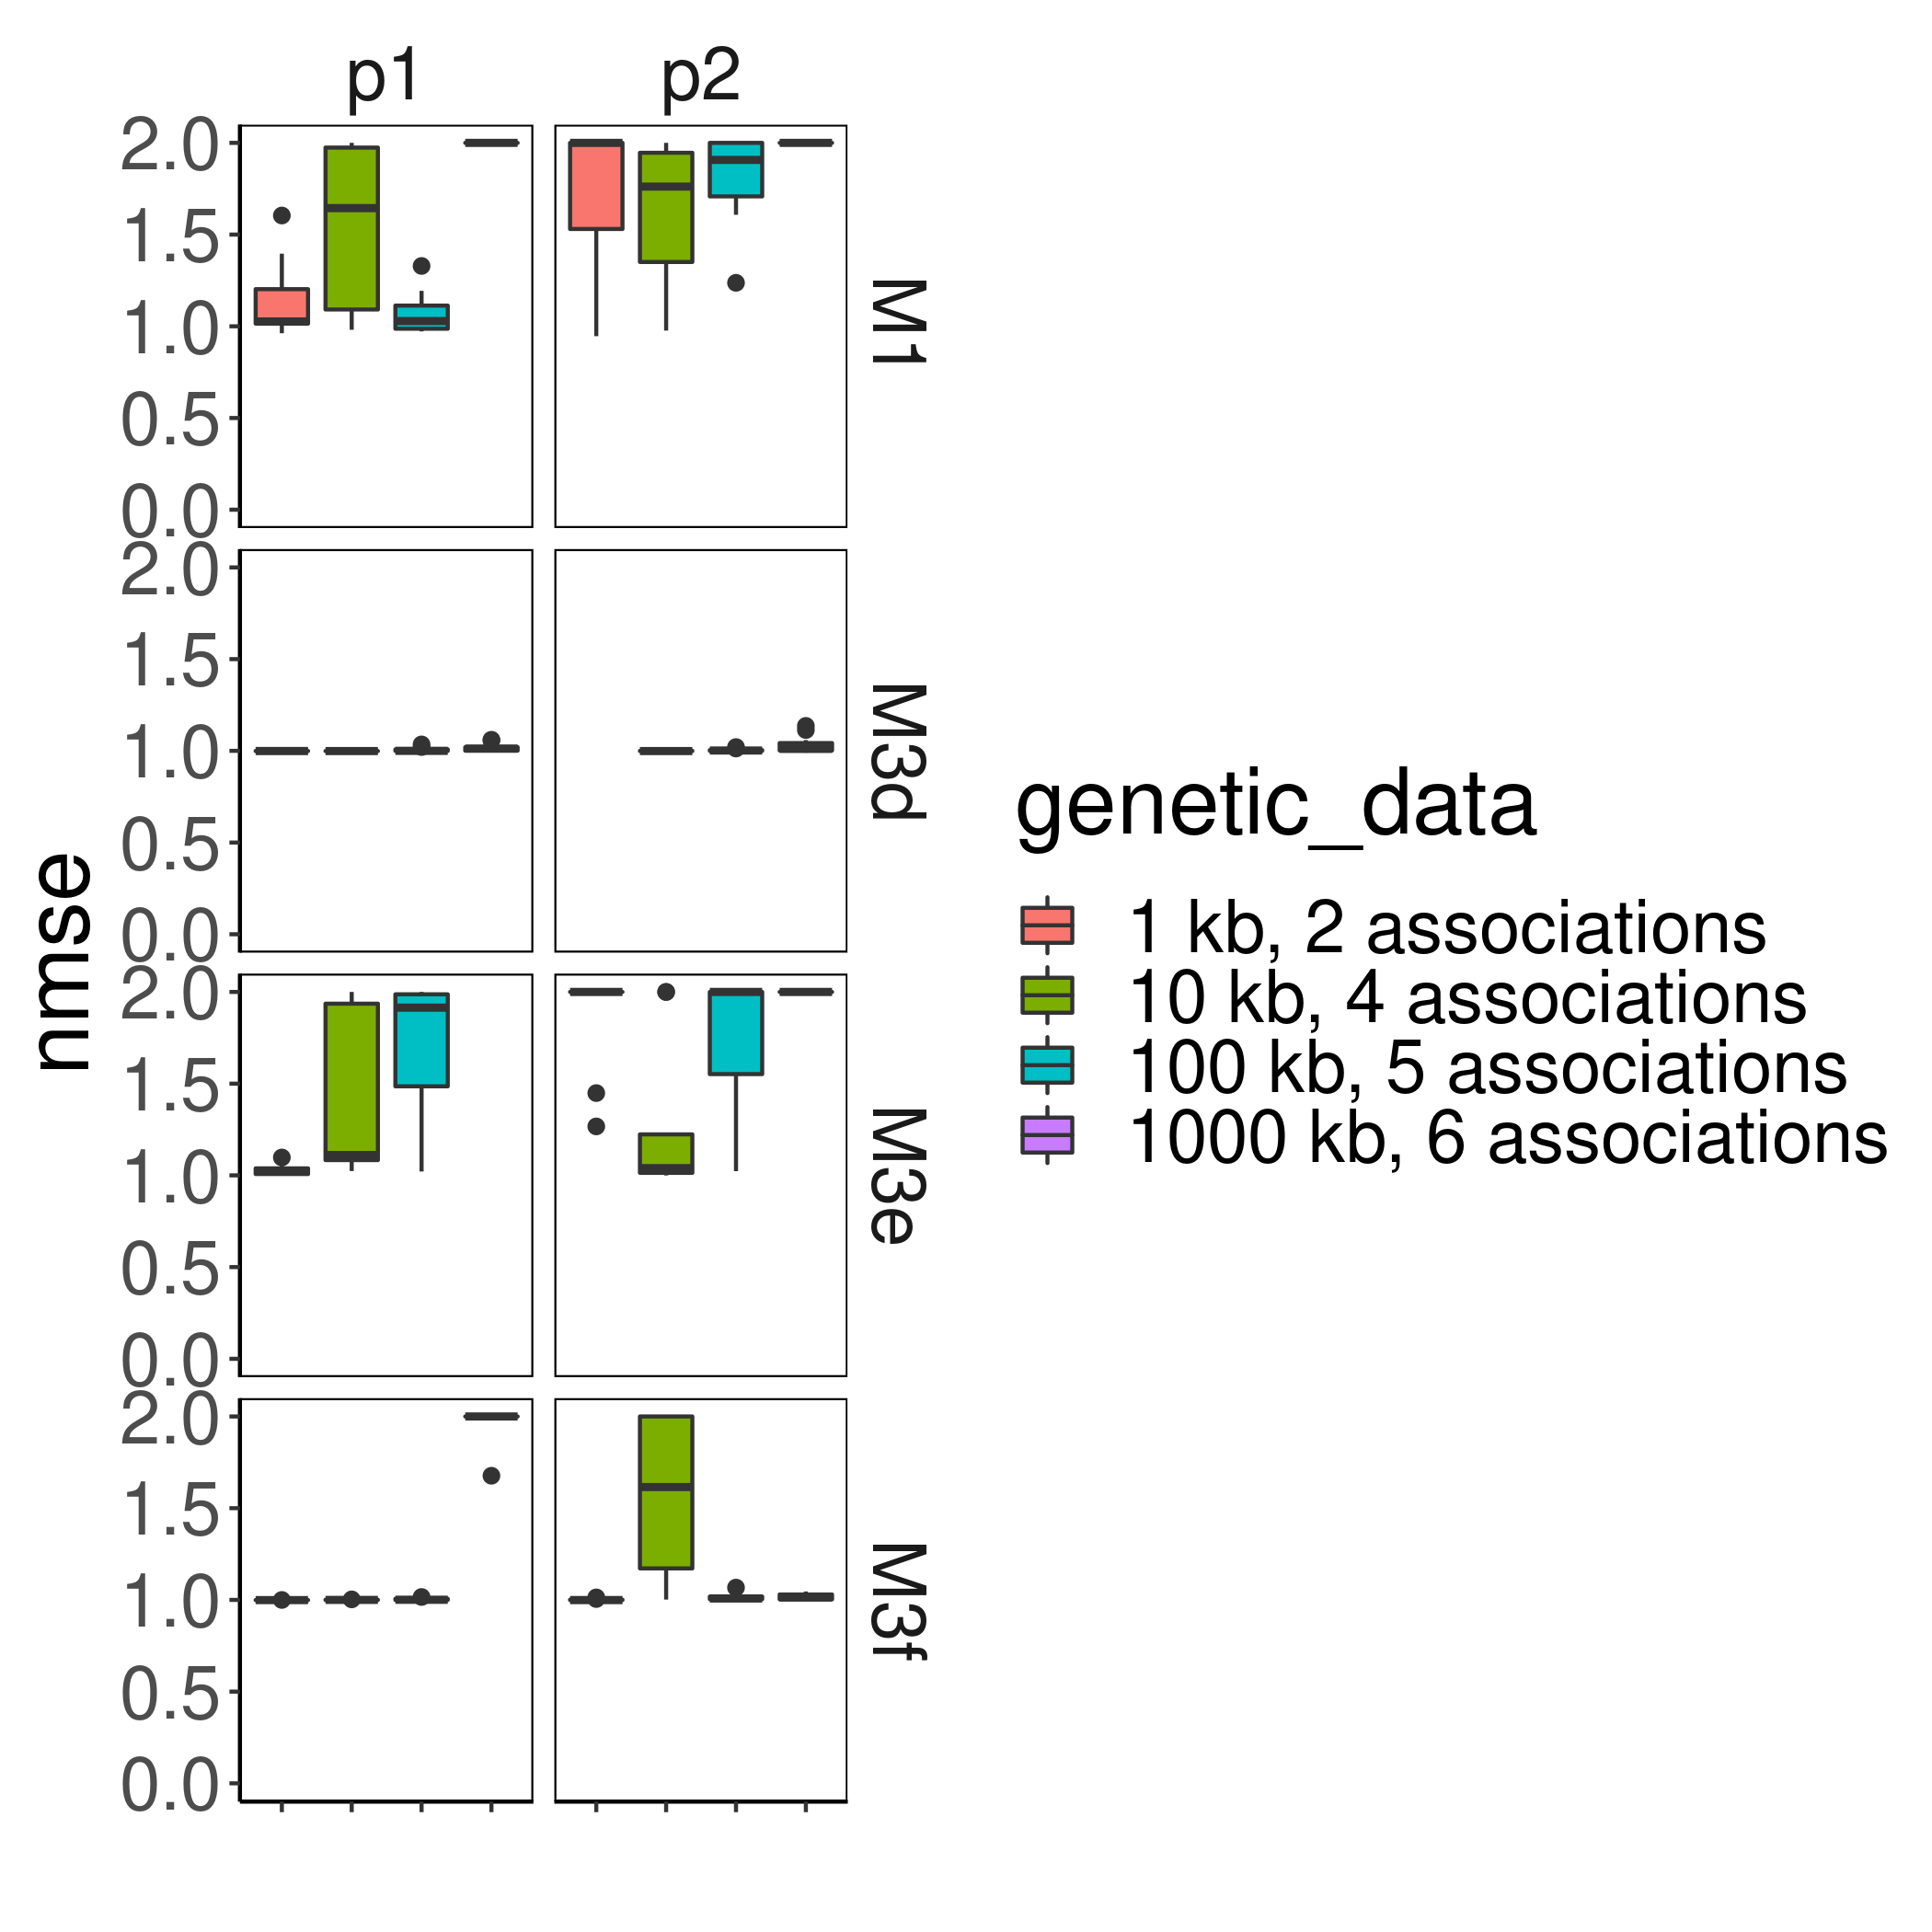 p1 p2
2.0
1.5
1.0
0.5
0.0
M1
2.0
1.5
1.0
0.5
0.0
M3d
2.0
1.5
1.0
0.5
0.0
M3e
2.0
1.5
1.0
0.5
0.0
M3f
nmse
genetic_data
1 kb, 2 associations
10 kb, 4 associations
100 kb, 5 associations
1000 kb, 6 associations